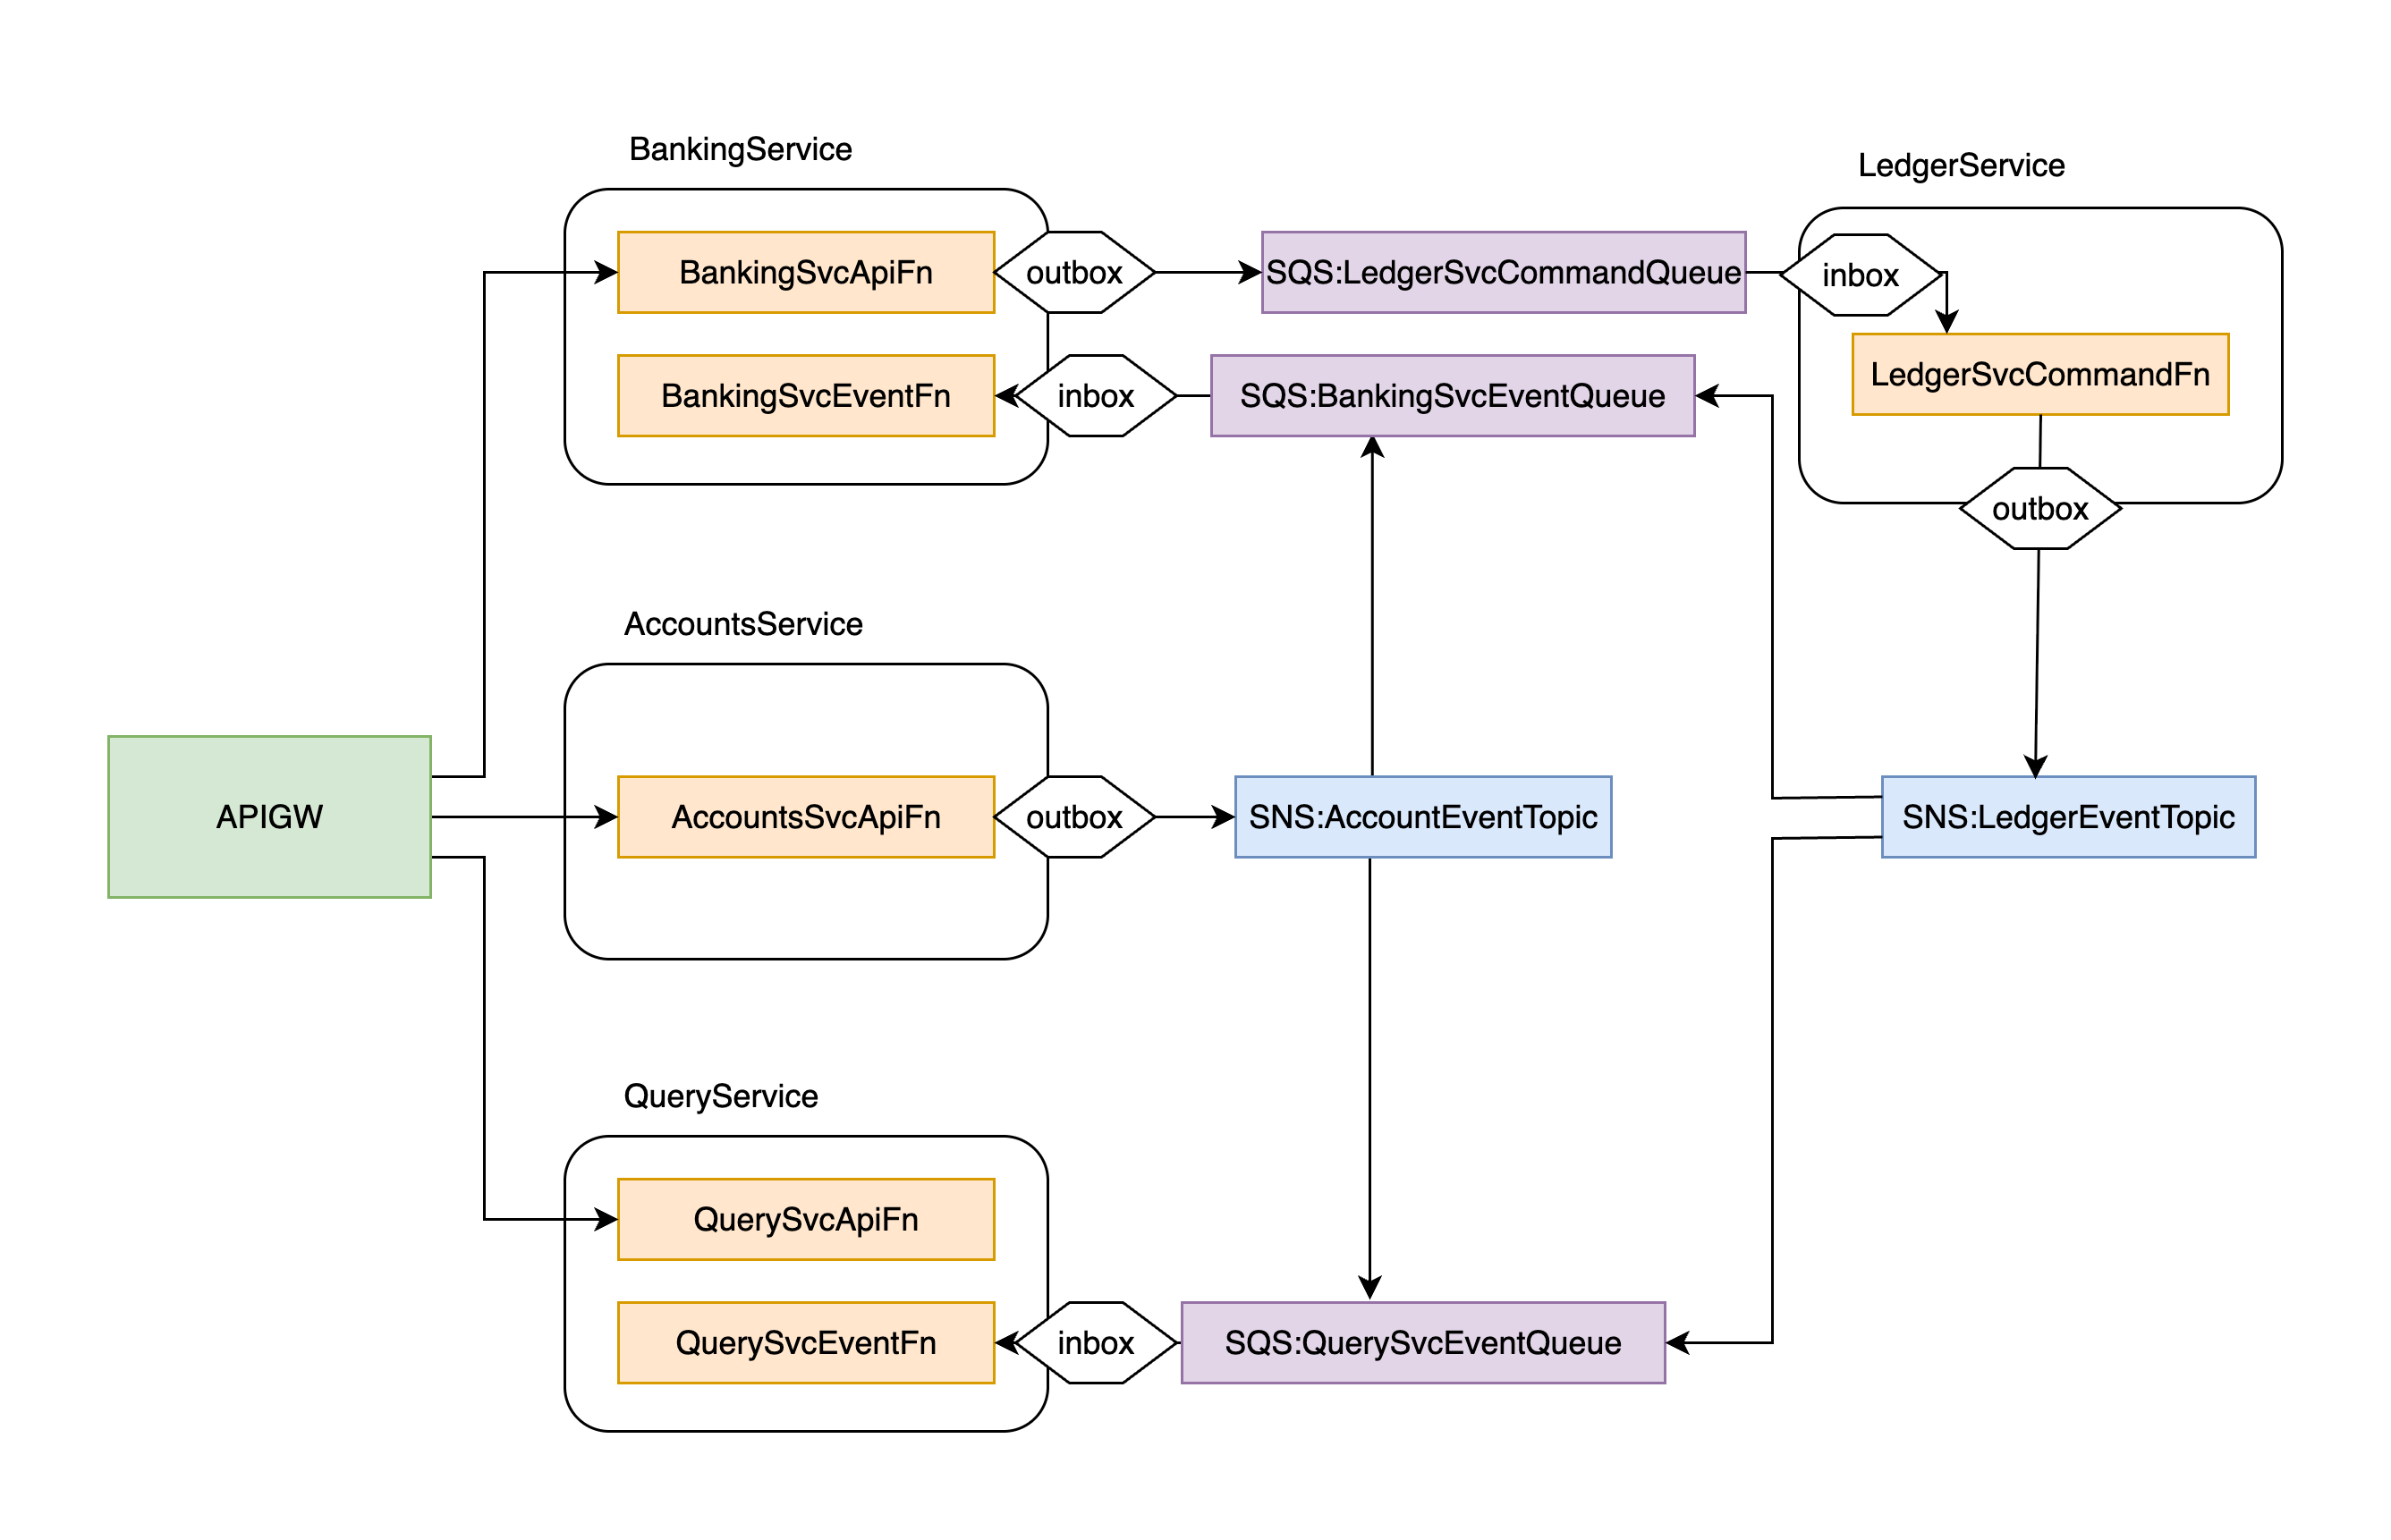 BankingService
LedgerService
BankingSvcApiFn
outbox
SQS:LedgerSvcCommandQueue
inbox
BankingSvcEventFn
inbox
SQS:BankingSvcEventQueue
LedgerSvcCommandFn
outbox
AccountsService
APIGW
AccountsSvcApiFn
outbox
SNS:AccountEventTopic
SNS:LedgerEventTopic
QueryService
QuerySvcApiFn
QuerySvcEventFn
inbox
SQS:QuerySvcEventQueue